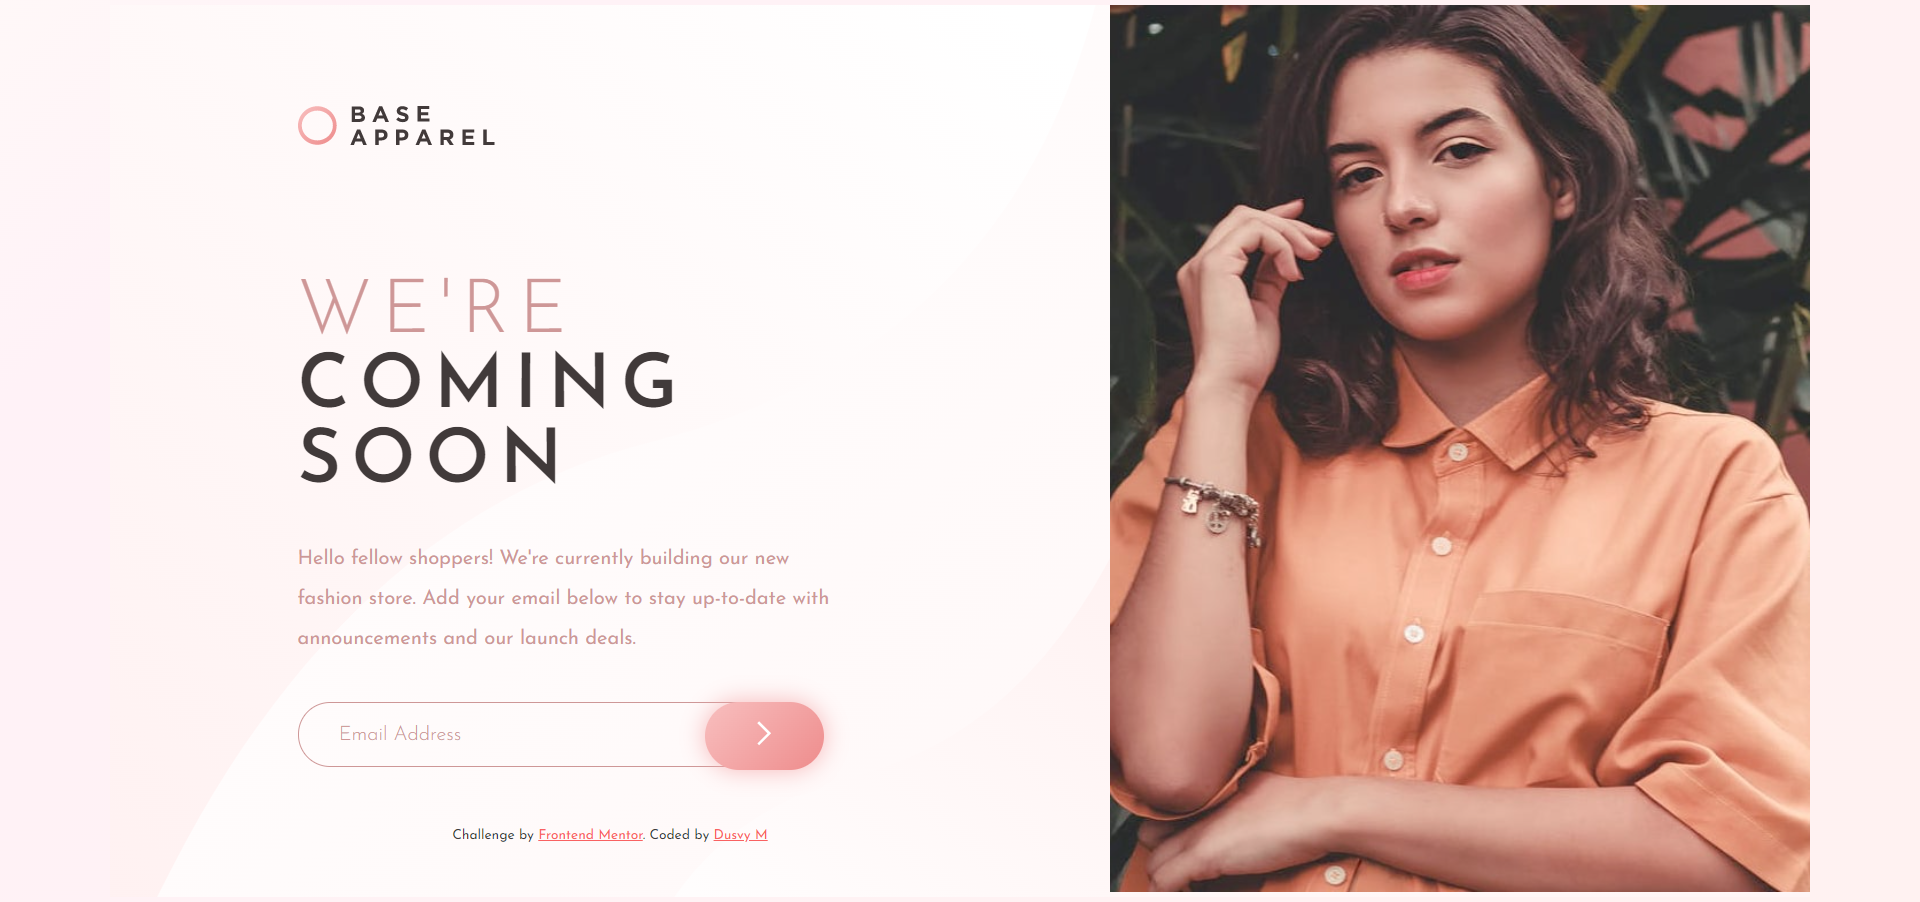 BASE
APPAREL
WE'RE
COMING
SOON
Hello fellow shoppers! We're currently building our new
fashion store. Add your email below to stay up-to-date with
announcements and our launch deals.
Email Address
Challenge by Frontend Mentor. Coded by Dusvy M